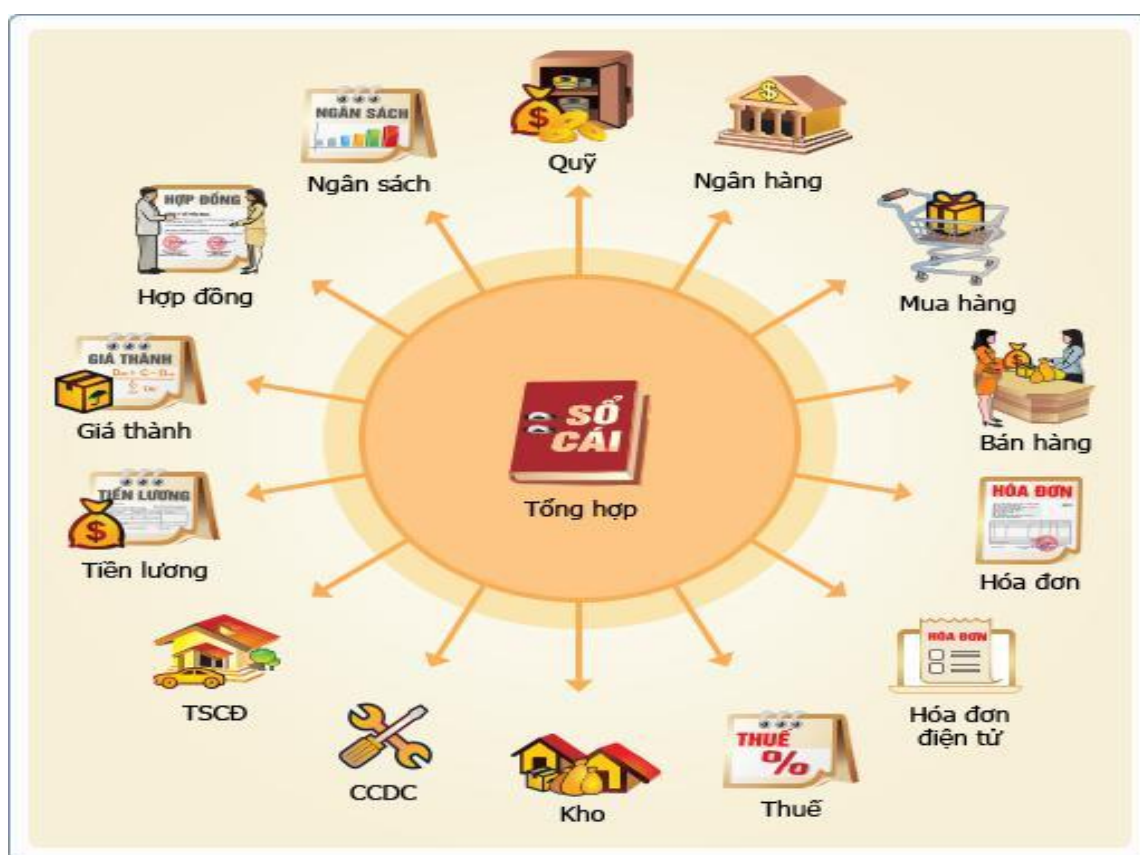 NGÂN SÁCH
Ngân sách
Quỹ
Ngân hàng
HỢP ĐỒNG
Hợp đồng
Mua hàng
GIÁ THÀNH
Giá thành
SỔ
CÁI
Tổng hợp
Bán hàng
TIỀN LƯƠNG
Tiền lương
HÓA ĐƠN
Hóa đơn
TSCĐ
HÓA ĐƠN
Hóa đơn
điện tử
CCDC
Kho
THUẾ
%
Thuế